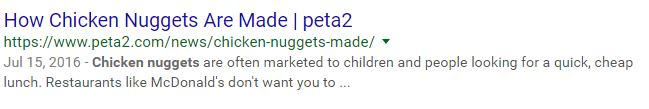 How Chicken Nuggets Are Made | peta2
https://www.peta2.com/news/chicken-nuggets-made/
Jul 15, 2016 - Chicken nuggets are often marketed to children and people looking for a quick, cheap
lunch. Restaurants like McDonald's don't want you to ...